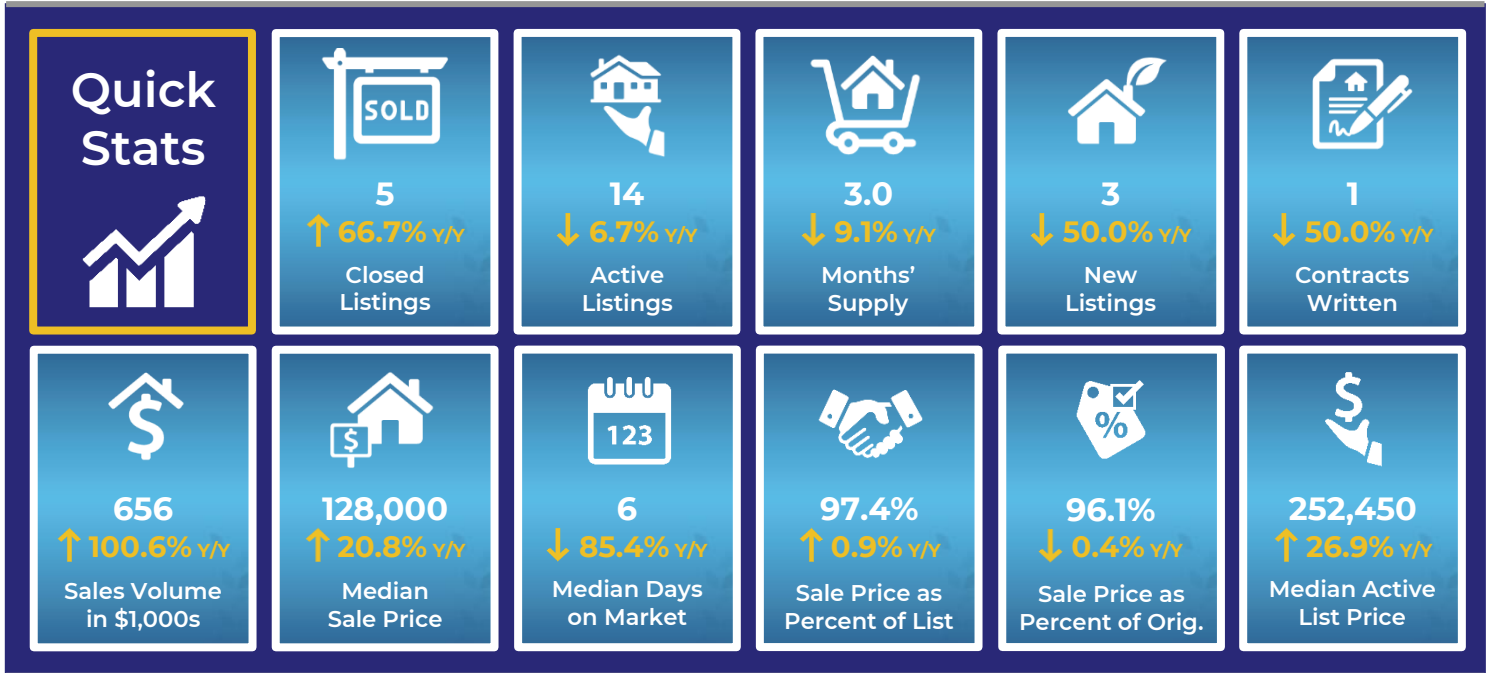 Quick
Stats
SOLD
5
↑ 66.7% Y/Y
Closed
Listings
14
↓ 6.7% Y/Y
Active
Listings
3.0
↓ 9.1% Y/Y
Months’
Supply
3
↓ 50.0% Y/Y
New
Listings
1
↓ 50.0% Y/Y
Contracts
Written
$
656
↑ 100.6% Y/Y
Sales Volume
in $1,000s
$
128,000
↑ 20.8% Y/Y
Median
Sale Price
123
6
↓ 85.4% Y/Y
Median Days
on Market
97.4%
↑ 0.9% Y/Y
Sale Price as
Percent of List
%
96.1%
↓ 0.4% Y/Y
Sale Price as
Percent of Orig.
$
252,450
↑ 26.9% Y/Y
Median Active
List Price